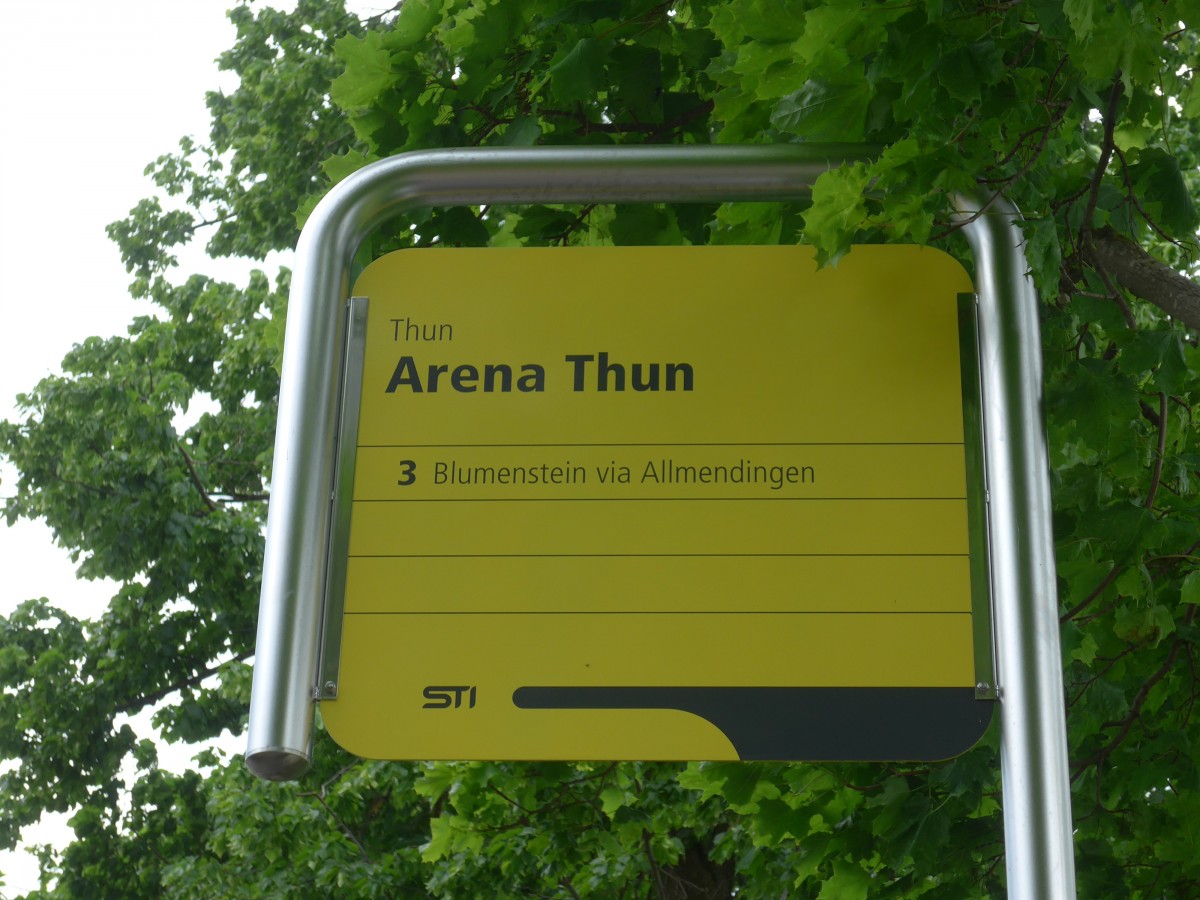 Thun
Arena Thun
3 Blumenstein via Allmendingen
STI